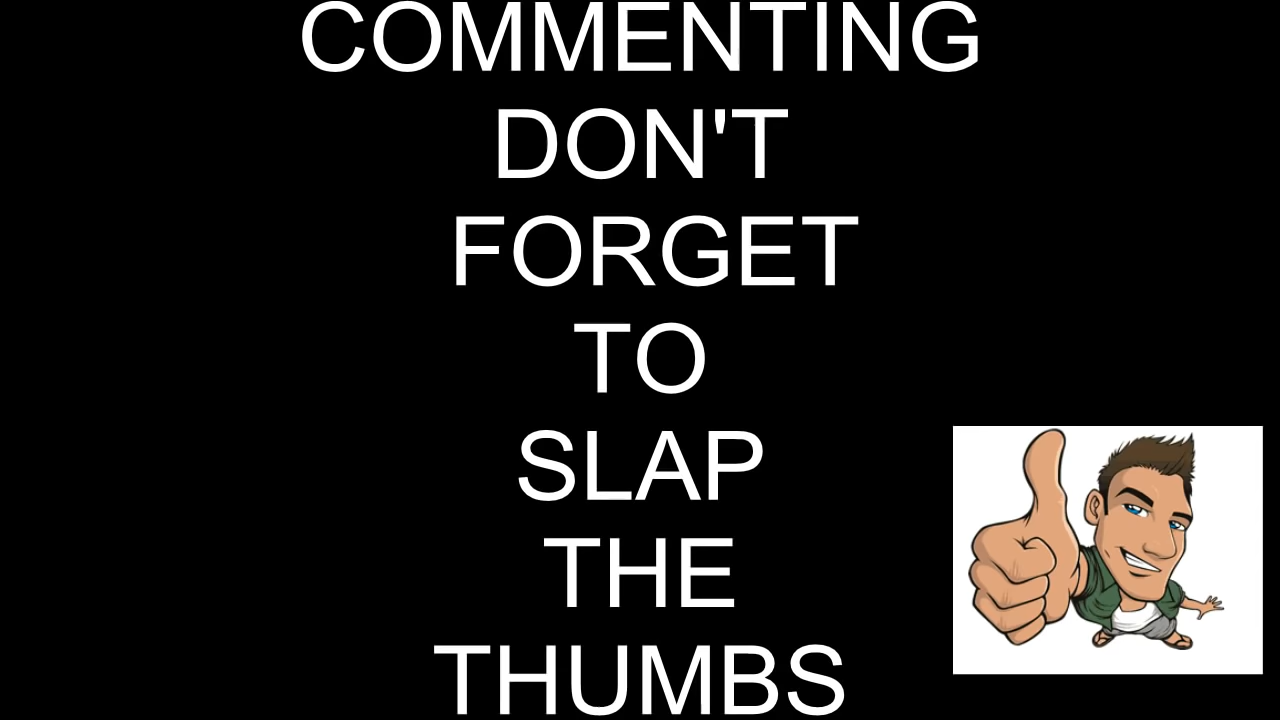 COMMENTING
DON'T
FORGET
TO
SLAP
THE
THUMBS